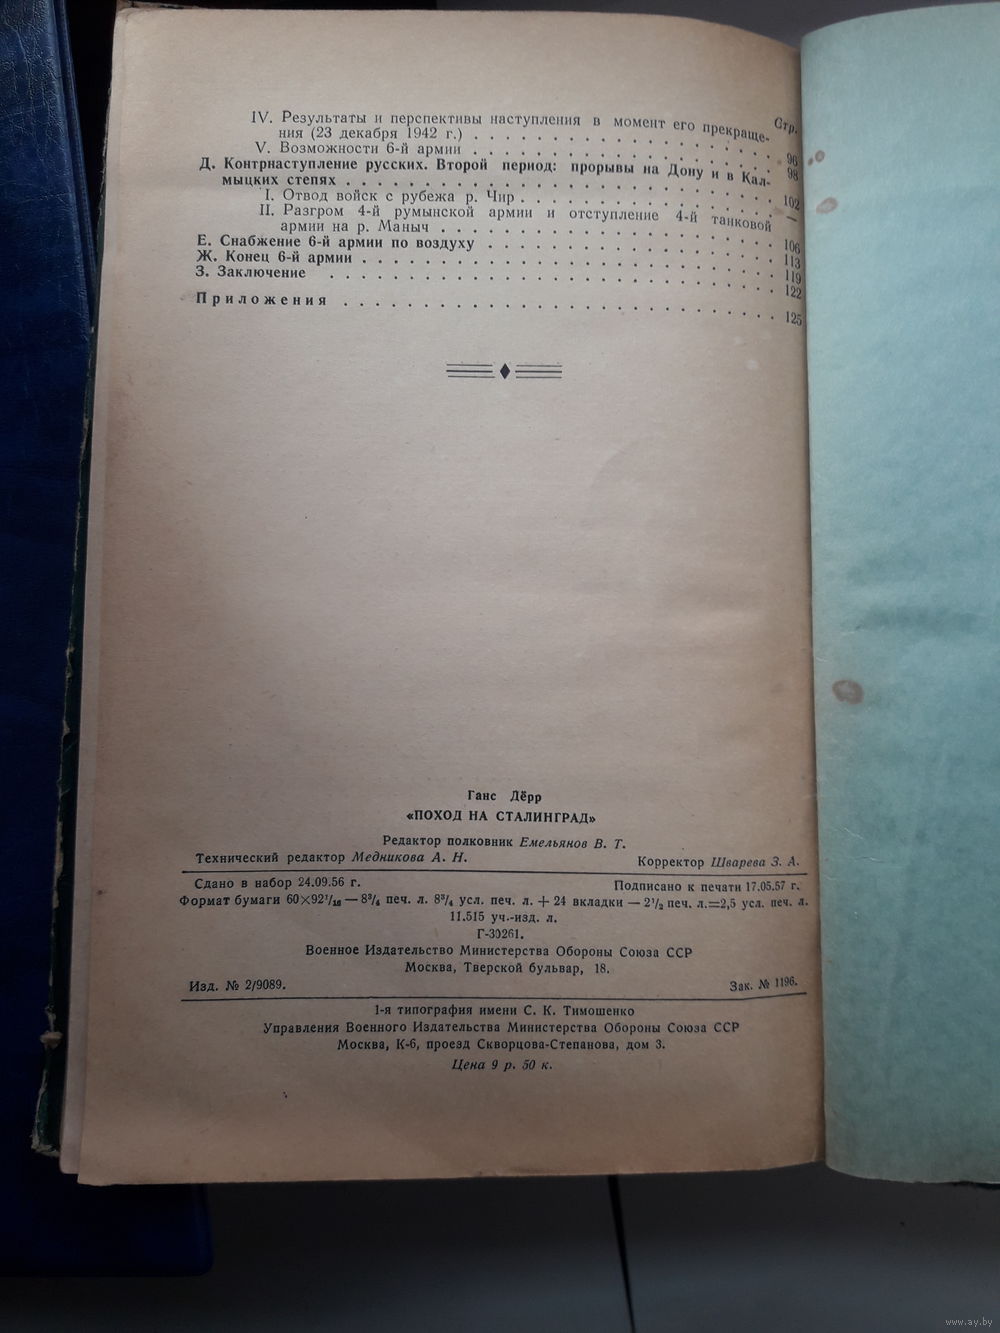 Стр.
IV. Результаты и перспективы наступления в момент его прекраще-
ния (23 декабря 1942 г.) . . . . . . . . . . . . . . . . . . . 96
V. Возможности 6-й армии . . . . . . . . . . . . . . . . . . . 98
Д. Контрнаступление русских. Второй период: прорывы на Дону и в Кал-
мыцких степях . . . . . . . . . . . . . . . . . . . . . . . . 102
I. Отвод войск с рубежа р. Чир . . . . . . . . . . . . . . . . —
II. Разгром 4-й румынской армии и отступление 4-й танковой
армии на р. Маныч . . . . . . . . . . . . . . . . . . . . . 106
Е. Снабжение 6-й армии по воздуху . . . . . . . . . . . . . . . 113
Ж. Конец 6-й армии . . . . . . . . . . . . . . . . . . . . . . 119
З. Заключение . . . . . . . . . . . . . . . . . . . . . . . . 122
Приложения . . . . . . . . . . . . . . . . . . . . . . . . . 125
Ганс Дёрр
«ПОХОД НА СТАЛИНГРАД»
Редактор полковник Емельянов В. Т.
Технический редактор Медникова А. Н. Корректор Шварева З. А.
Сдано в набор 24.09.56 г. Подписано к печати 17.05.57 г.
Формат бумаги 60×92¹/₁₆ — 8³/₄ печ. л. 8³/₄ усл. печ. л. + 24 вкладки — 2¹/₂ печ. л.=2,5 усл. печ. л.
11.515 уч.-изд. л.
Г-30261.
Военное Издательство Министерства Обороны Союза ССР
Москва, Тверской бульвар, 18.
Изд. № 2/9089. Зак. № 1196.
1-я типография имени С. К. Тимошенко
Управления Военного Издательства Министерства Обороны Союза ССР
Москва, К-6, проезд Скворцова-Степанова, дом 3.
Цена 9 р. 50 к.
www.ay.by